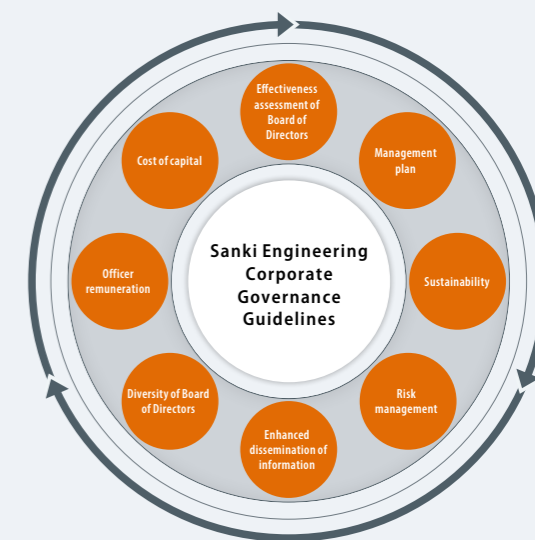 Effectiveness
assessment of
Board of
Directors
Management
plan
Sustainability
Risk
management
Enhanced
dissemination of
information
Diversity of Board
of Directors
Officer
remuneration
Cost of capital
Sanki Engineering
Corporate
Governance
Guidelines